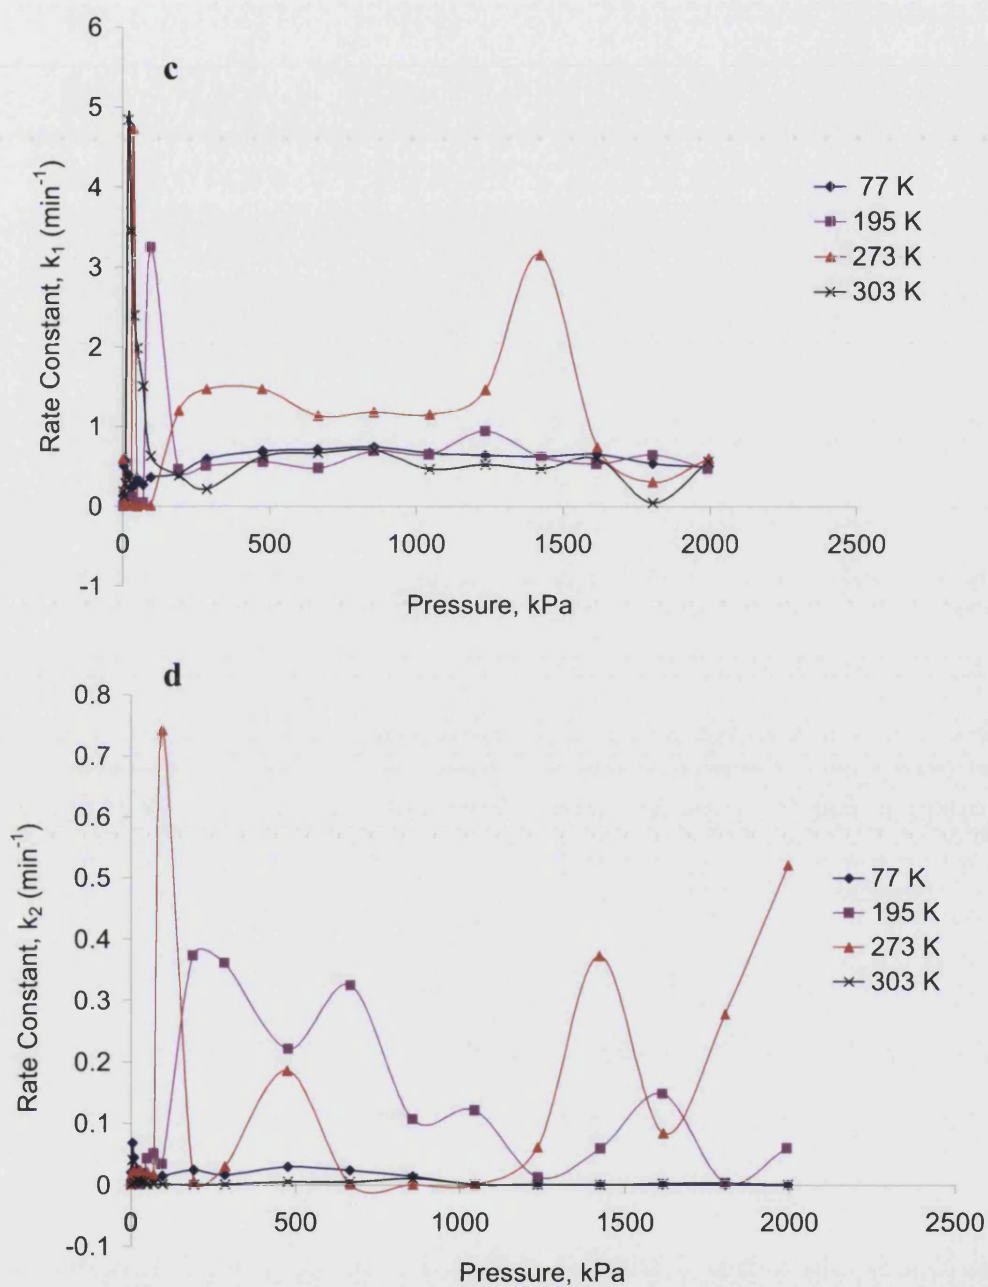 c
6
5
4
3
2
1
0
-1
Rate Constant, k₁ (min⁻¹)
0 500 1000 1500 2000 2500
Pressure, kPa
77 K
195 K
273 K
303 K
d
0.8
0.7
0.6
0.5
0.4
0.3
0.2
0.1
0
-0.1
Rate Constant, k₂ (min⁻¹)
0 500 1000 1500 2000 2500
Pressure, kPa
77 K
195 K
273 K
303 K